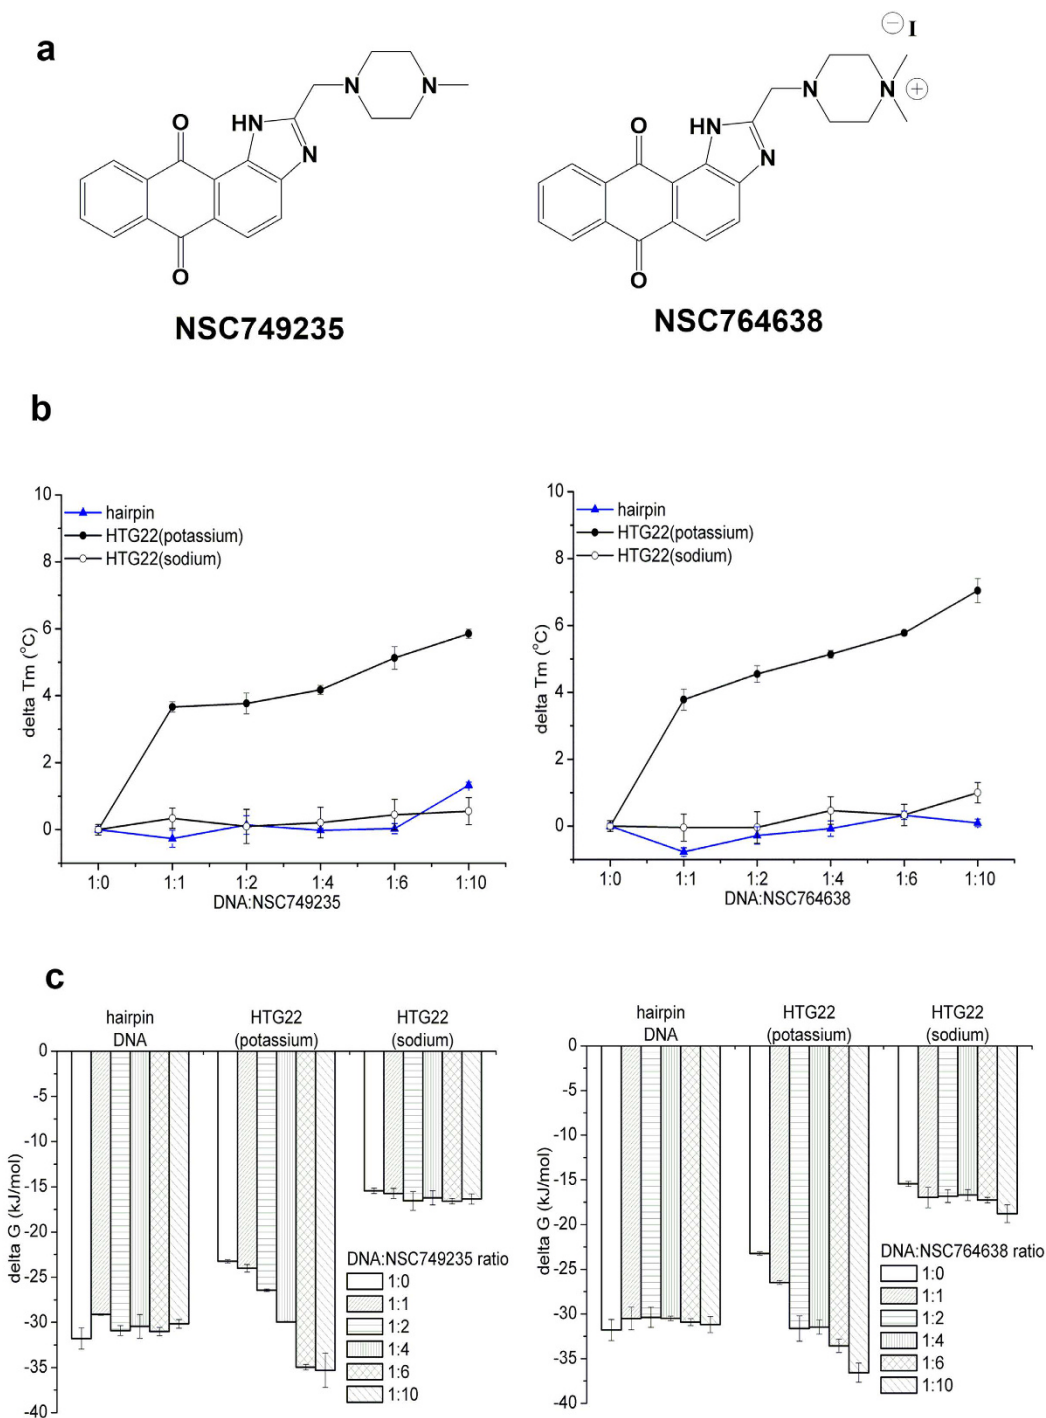 a
O
O
HN
N
N
N
NSC749235
O
O
HN
N
N
N
+
− I
NSC764638
b
delta Tm (°C)
10
8
6
4
2
0
hairpin
HTG22(potassium)
HTG22(sodium)
1:0 1:1 1:2 1:4 1:6 1:10
DNA:NSC749235
delta Tm (°C)
10
8
6
4
2
0
hairpin
HTG22(potassium)
HTG22(sodium)
1:0 1:1 1:2 1:4 1:6 1:10
DNA:NSC764638
c
hairpin DNA
HTG22 (potassium)
HTG22 (sodium)
delta G (kJ/mol)
0
-5
-10
-15
-20
-25
-30
-35
-40
DNA:NSC749235 ratio
1:0
1:1
1:2
1:4
1:6
1:10
hairpin DNA
HTG22 (potassium)
HTG22 (sodium)
delta G (kJ/mol)
0
-5
-10
-15
-20
-25
-30
-35
-40
DNA:NSC764638 ratio
1:0
1:1
1:2
1:4
1:6
1:10